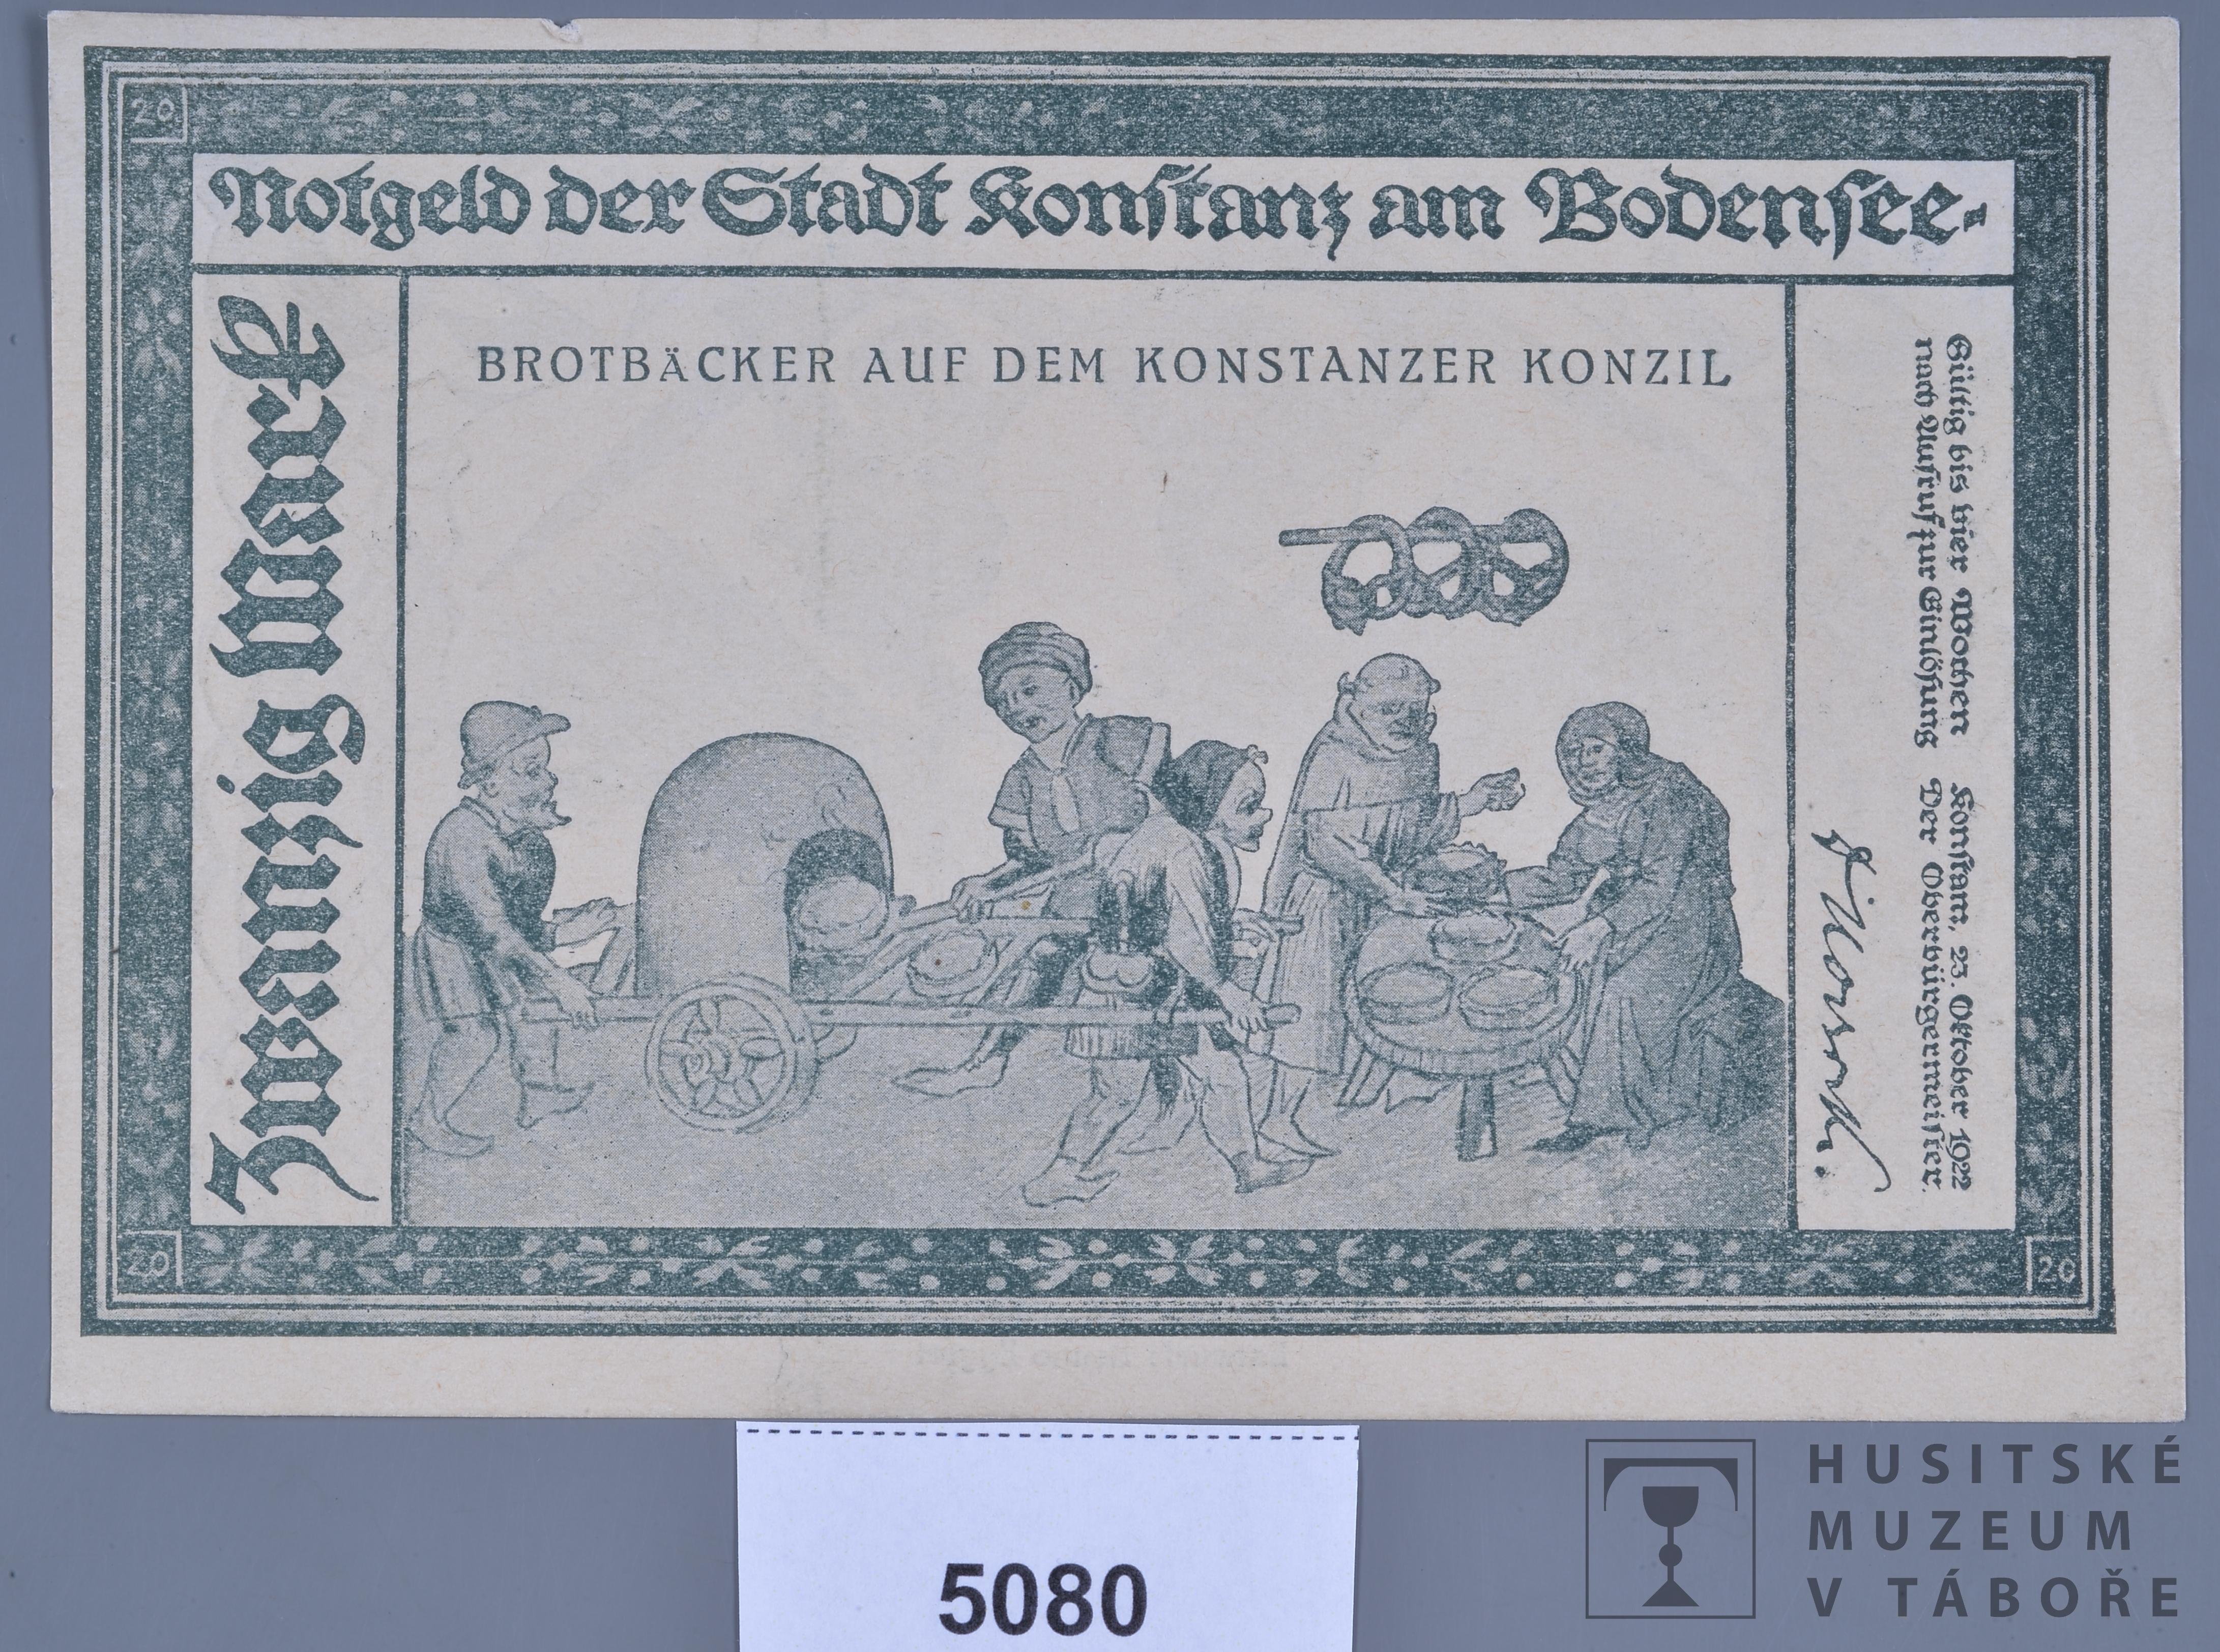 20
Notgeld der Stadt Konstanz am Bodensee-
Zwanzig Mark
BROTBÄCKER AUF DEM KONSTANZER KONZIL
Gültig bis vier Wochen
nach Aufruf zur Einlösung
Konstanz, 23. Oktober 1922
Der Oberbürgermeister.
20
20
5080
HUSITSKÉ
MUZEUM
V TÁBOŘE